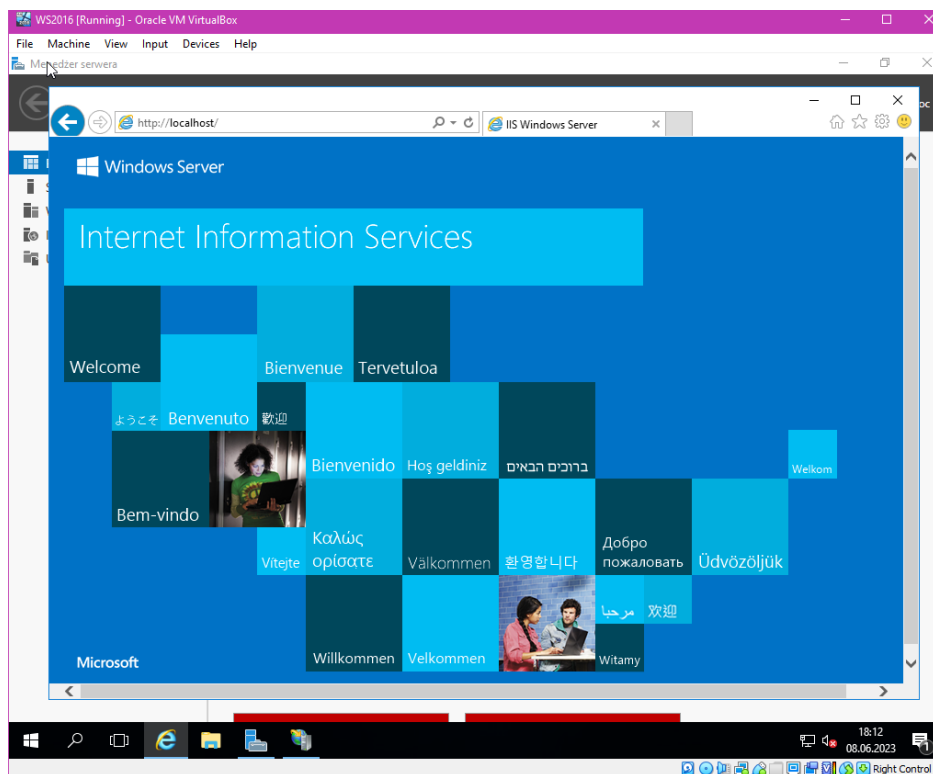 WS2016 [Running] - Oracle VM VirtualBox
File Machine View Input Devices Help
Menedżer serwera
http://localhost/
IIS Windows Server
Windows Server
Internet Information Services
Welcome
Bienvenue
Tervetuloa
ようこそ
Benvenuto
歡迎
Bienvenido
Hoş geldiniz
ברוכים הבאים
Welkom
Bem-vindo
Vítejte
Καλώς
ορίσατε
Välkommen
환영합니다
Добро
пожаловать
Üdvözöljük
مرحبا
欢迎
Microsoft
Willkommen
Velkommen
Witamy
18:12
08.06.2023
1
Right Control